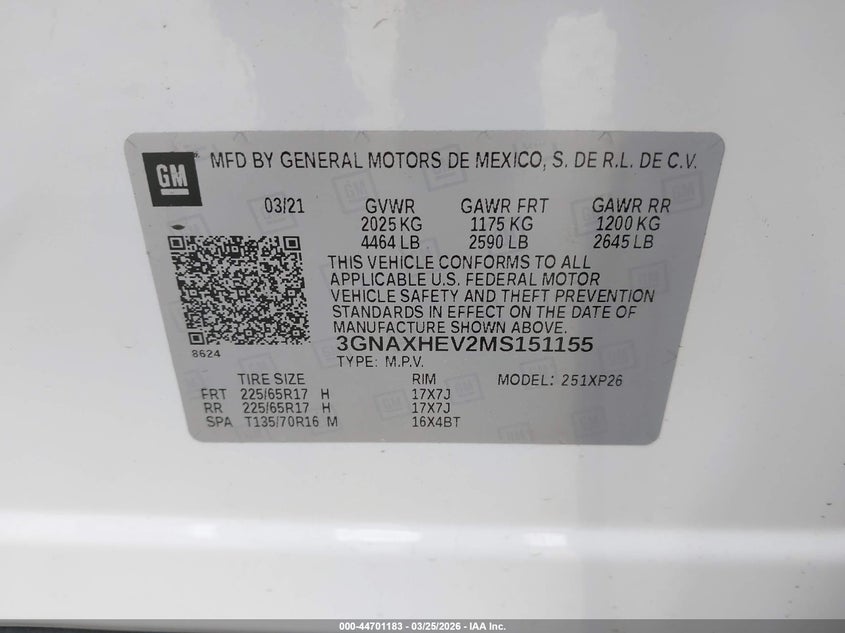 GM MFD BY GENERAL MOTORS DE MEXICO, S. DE R.L. DE C.V.
03/21 GVWR GAWR FRT GAWR RR
2025 KG 1175 KG 1200 KG
4464 LB 2590 LB 2645 LB
THIS VEHICLE CONFORMS TO ALL
APPLICABLE U.S. FEDERAL MOTOR
VEHICLE SAFETY AND THEFT PREVENTION
STANDARDS IN EFFECT ON THE DATE OF
MANUFACTURE SHOWN ABOVE.
8624 3GNAXHEV2MS151155
TYPE: M.P.V.
TIRE SIZE RIM MODEL: 251XP26
FRT 225/65R17 H 17X7J
RR 225/65R17 H 17X7J
SPA T135/70R16 M 16X4BT
000-44701183 - 03/25/2026 - IAA Inc.